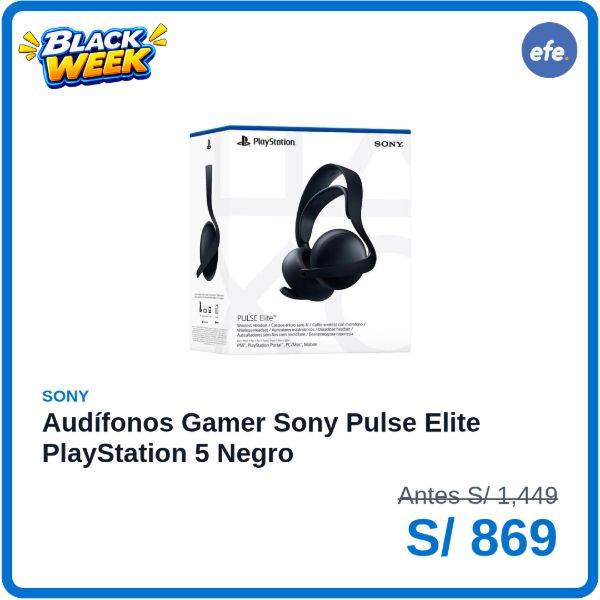 BLACK
WEEK
efe.
PlayStation.
SONY
PULSE Elite™
SONY
Audífonos Gamer Sony Pulse Elite
PlayStation 5 Negro
Antes S/ 1,449
S/ 869